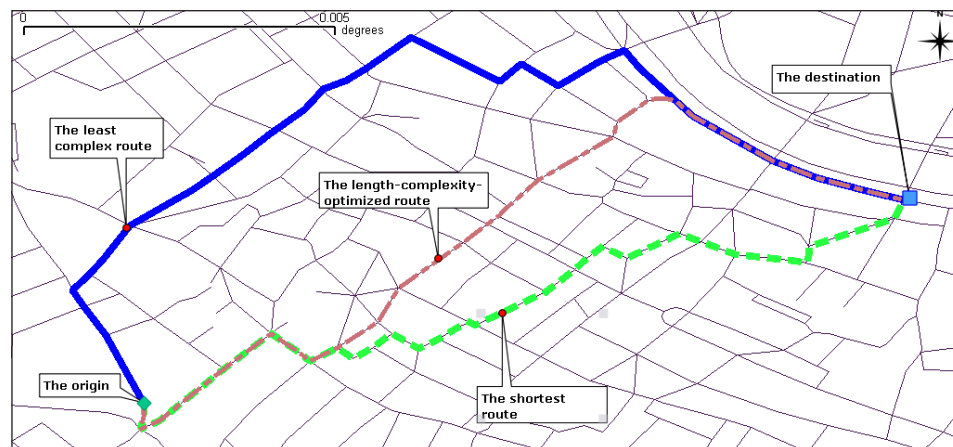 0
0.005
degrees
N
The destination
The least
complex route
The length-complexity-
optimized route
The origin
The shortest
route